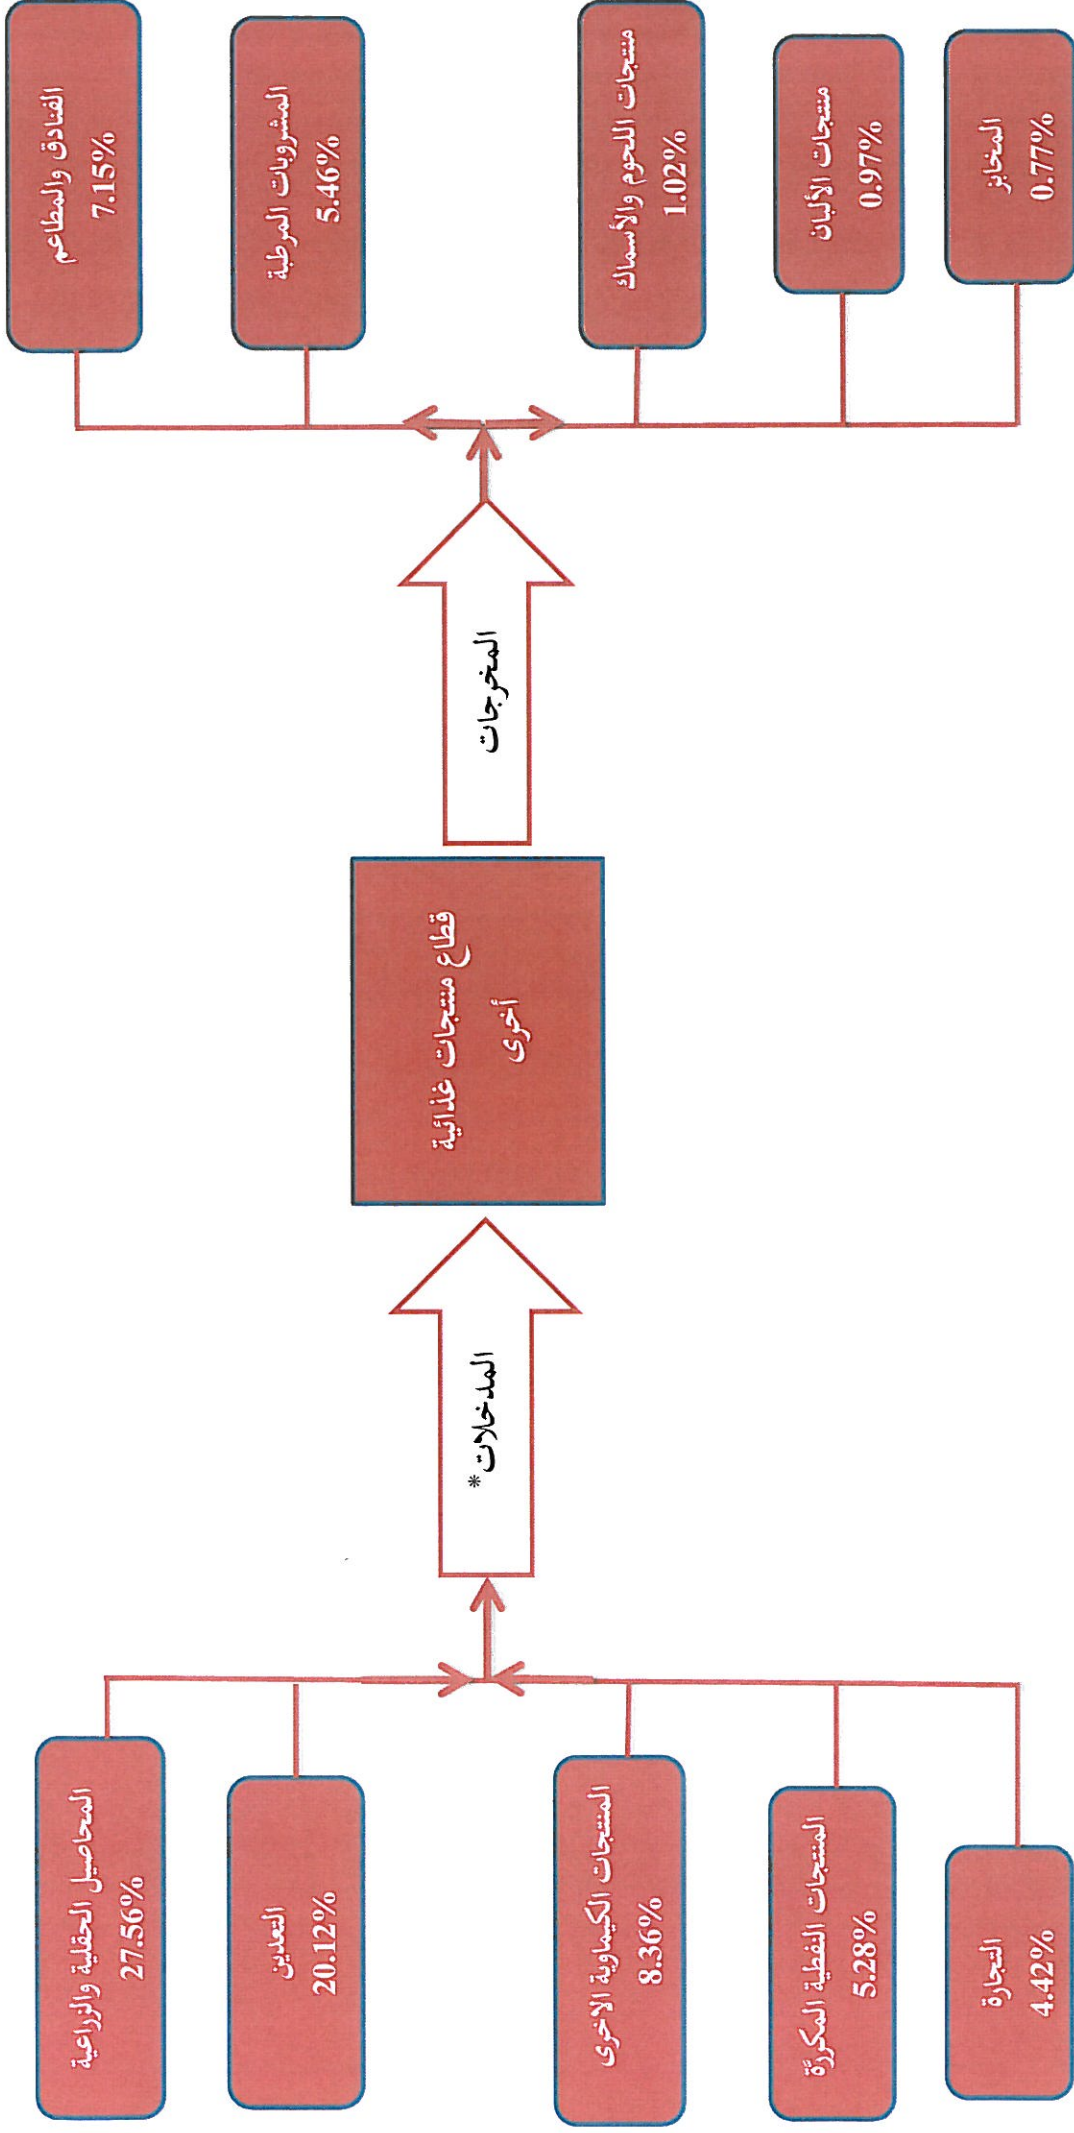 المحاصيل الحقلية والزراعية
27.56%
التعدين
20.12%
المنتجات الكيماوية الاخرى
8.36%
المنتجات النفطية المكررَّة
5.28%
التجارة
4.42%
المدخلات*
قطاع منتجات غذائية
أخرى
المخرجات
الفنادق والمطاعم
7.15%
المشروبات المرطبة
5.46%
منتجات اللحوم والأسماك
1.02%
منتجات الألبان
0.97%
المخابز
0.77%